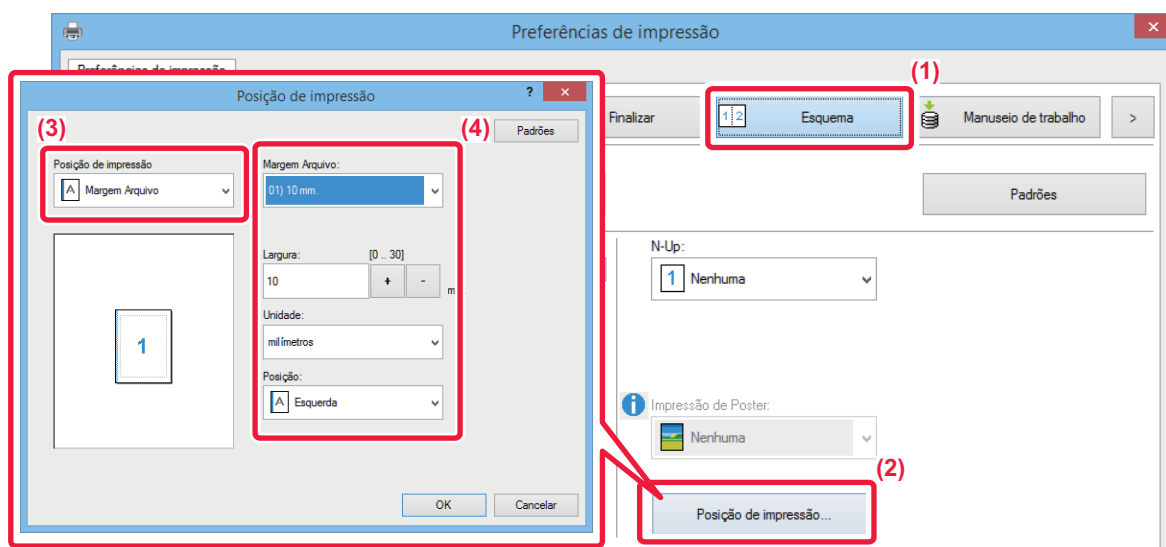 Preferências de impressão
Preferências de impressão
(1)
Finalizar
1 2
Esquema
Manuseio de trabalho
>
Padrões
N-Up:
1 Nenhuma
Impressão de Poster:
Nenhuma
(2)
Posição de impressão...
Posição de impressão
?
(3)
(4)
Padrões
Posição de impressão
A Margem Arquivo
1
Margem Arquivo:
01) 10 mm.
Largura: [0 .. 30]
10 + - m
Unidade:
milímetros
Posição:
A Esquerda
OK Cancelar